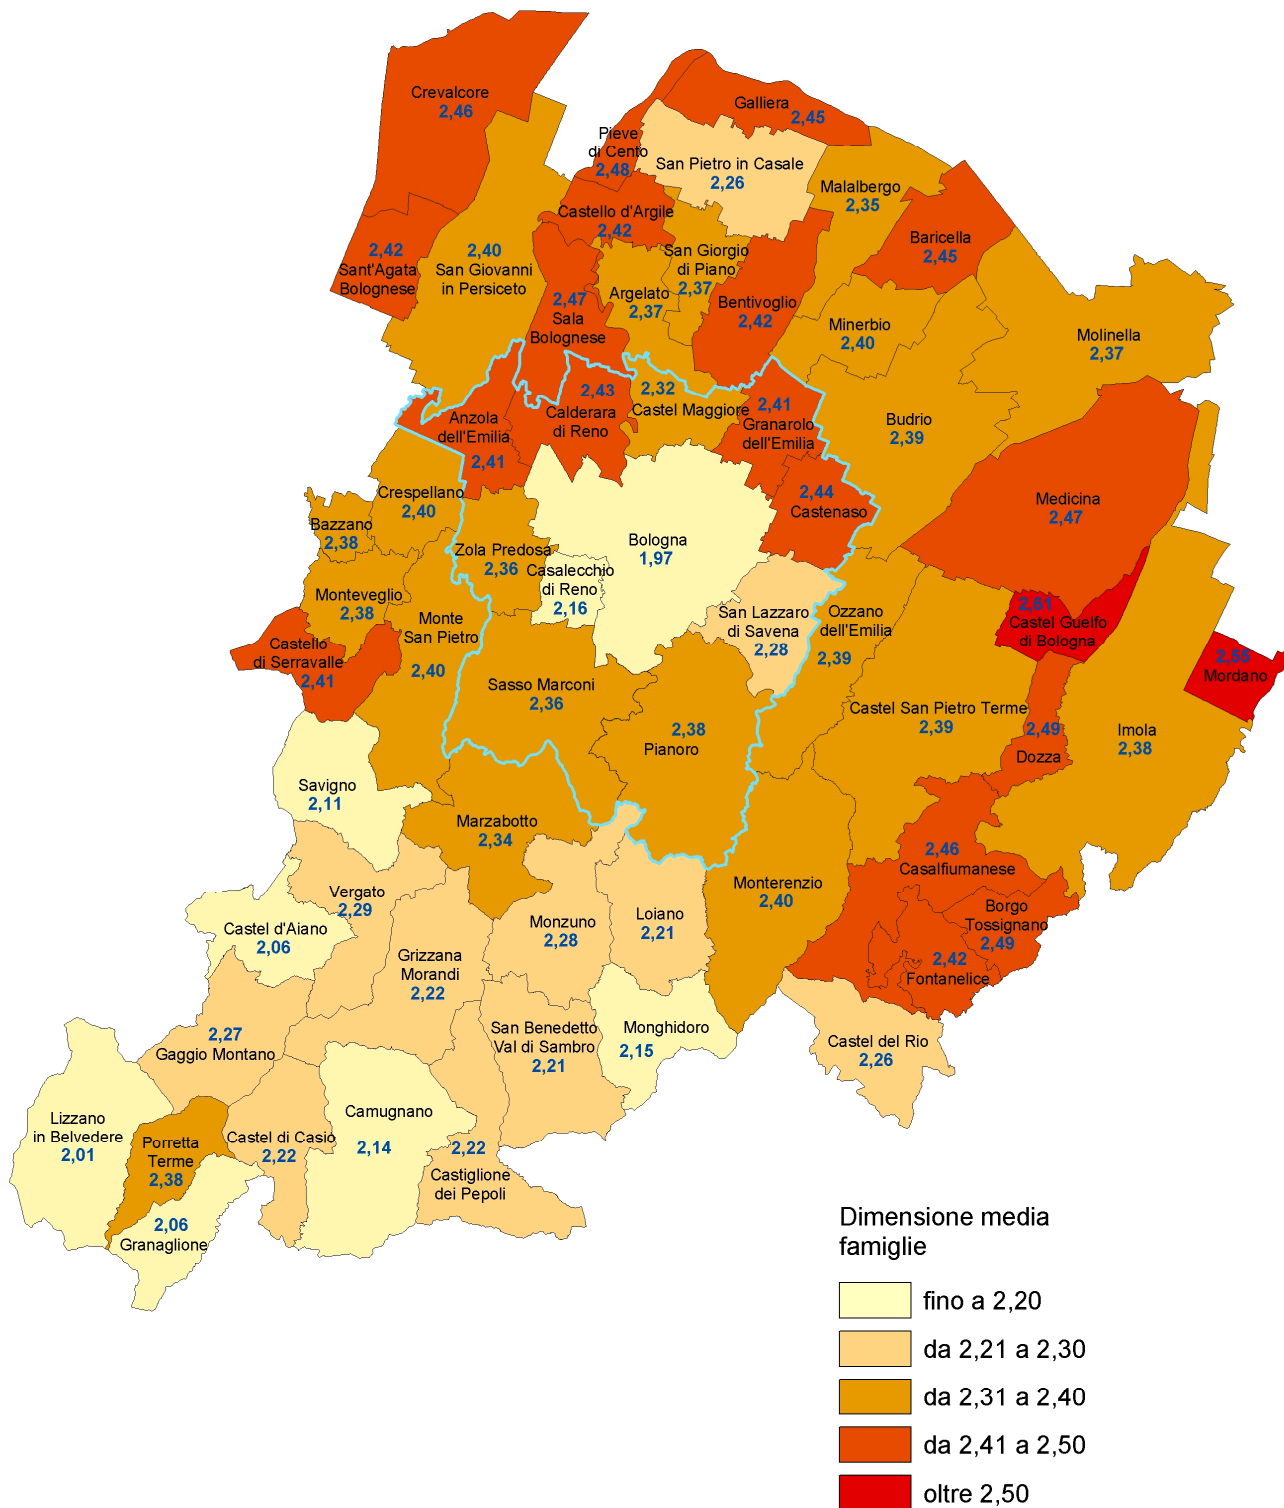 Crevalcore
2,46
Galliera
2,45
Pieve
di Cento
2,48
San Pietro in Casale
2,26
Malalbergo
2,35
Castello d'Argile
2,42
Baricella
2,45
2,42
Sant'Agata
Bolognese
2,40
San Giovanni
in Persiceto
San Giorgio
di Piano
2,37
2,47
Sala
Bolognese
Argelato
2,37
Bentivoglio
2,42
Minerbio
2,40
Molinella
2,37
2,43
Calderara
di Reno
2,32
Castel Maggiore
2,41
Granarolo
dell'Emilia
Anzola
dell'Emilia
2,41
Budrio
2,39
Crespellano
2,40
2,44
Castenaso
Medicina
2,47
Bazzano
2,38
Zola Predosa
2,36
Bologna
1,97
Casalecchio
di Reno
2,16
Monteveglio
2,38
Monte
San Pietro
2,40
San Lazzaro
di Savena
2,28
Ozzano
dell'Emilia
2,39
2,61
Castel Guelfo
di Bologna
Castello
di Serravalle
2,41
2,55
Mordano
Sasso Marconi
2,36
2,38
Pianoro
Castel San Pietro Terme
2,39
2,49
Dozza
Imola
2,38
Savigno
2,11
Marzabotto
2,34
2,46
Casalfiumanese
Vergato
2,29
Monterenzio
2,40
Borgo
Tossignano
2,49
Castel d'Aiano
2,06
Monzuno
2,28
Loiano
2,21
Grizzana
Morandi
2,22
2,42
Fontanelice
2,27
Gaggio Montano
San Benedetto
Val di Sambro
2,21
Monghidoro
2,15
Castel del Rio
2,26
Lizzano
in Belvedere
2,01
Camugnano
2,14
Porretta
Terme
2,38
Castel di Casio
2,22
2,22
Castiglione
dei Pepoli
2,06
Granaglione
Dimensione media
famiglie
fino a 2,20
da 2,21 a 2,30
da 2,31 a 2,40
da 2,41 a 2,50
oltre 2,50